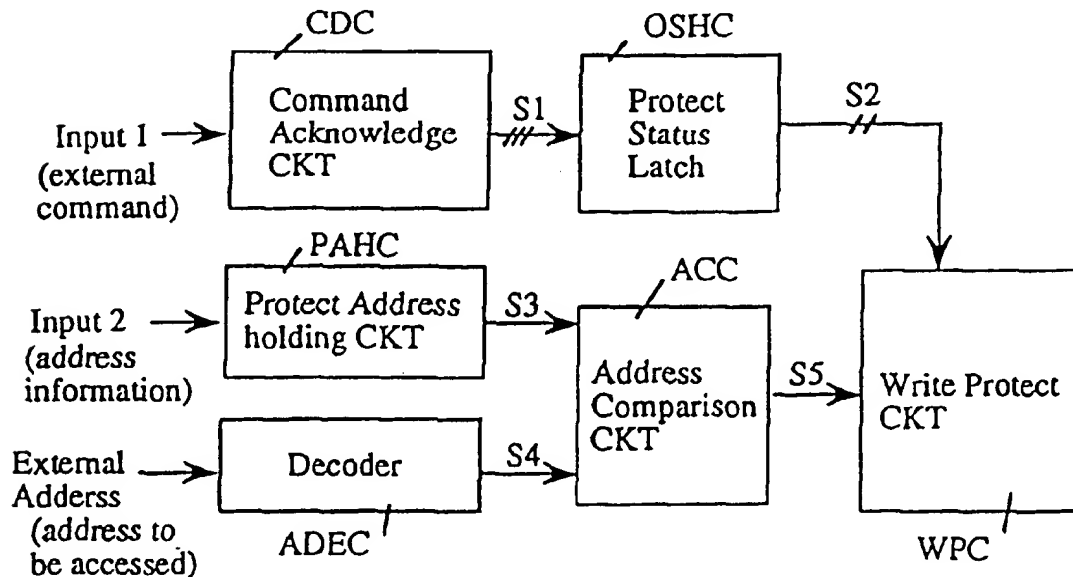 CDC
OSHC
Command
Acknowledge
CKT
S1
Protect
Status
Latch
S2
Input 1
(external
command)
PAHC
ACC
Protect Address
holding CKT
S3
Input 2
(address
information)
Address
Comparison
CKT
S5
Write Protect
CKT
Decoder
S4
External
Adderss
(address to
be accessed)
ADEC
WPC